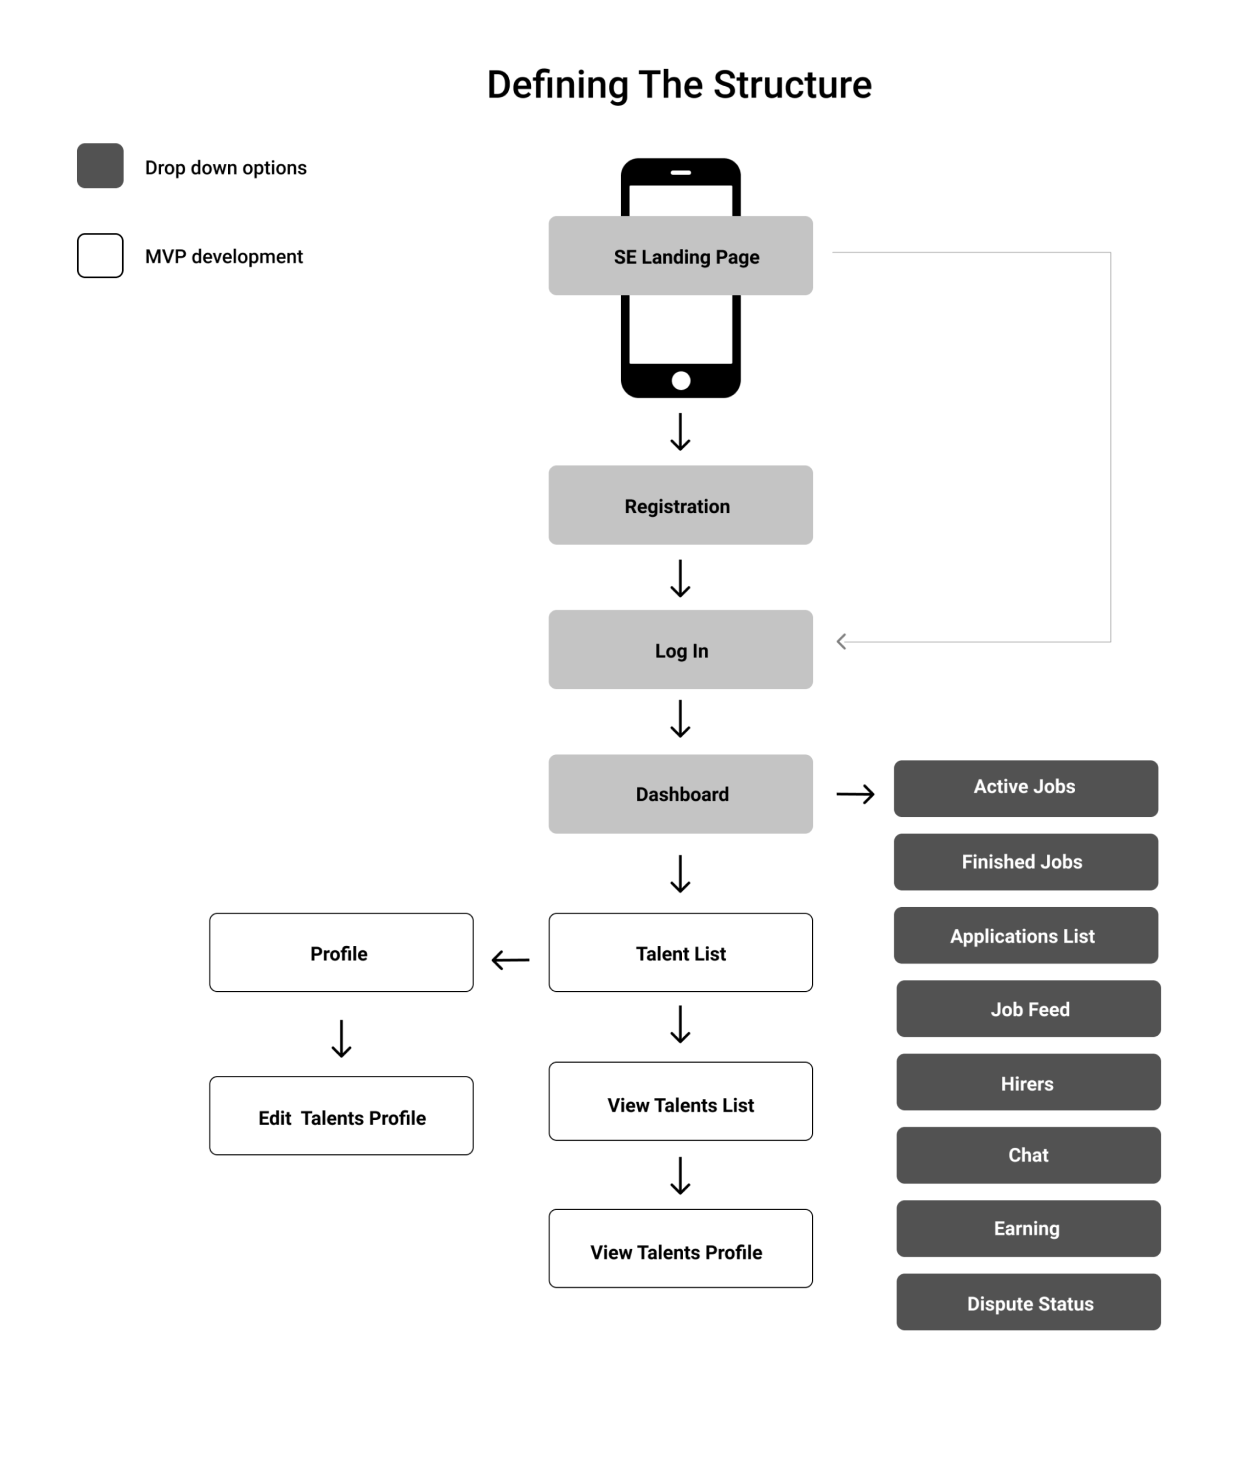 Defining The Structure
Drop down options
MVP development
SE Landing Page
Registration
Log In
Dashboard
Active Jobs
Finished Jobs
Applications List
Job Feed
Hirers
Chat
Earning
Dispute Status
Talent List
Profile
Edit  Talents Profile
View Talents List
View Talents Profile